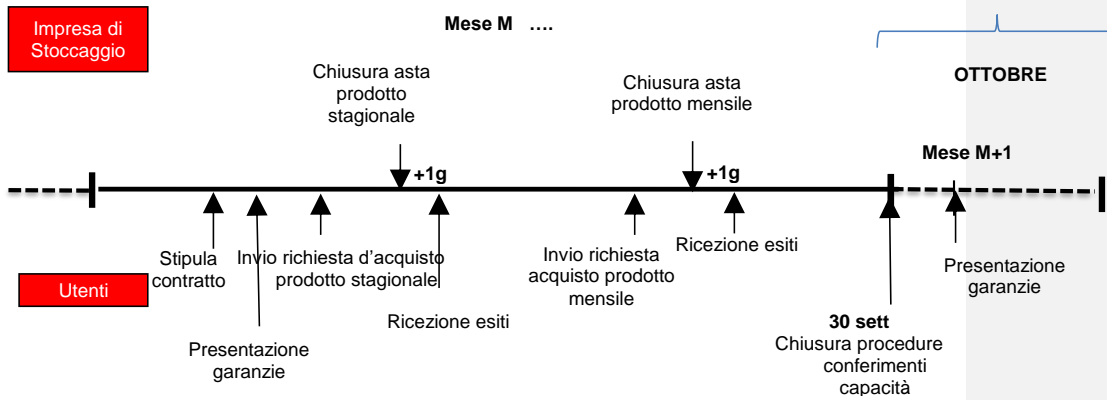 Impresa di
Stoccaggio
Mese M ....
OTTOBRE
Chiusura asta
prodotto
stagionale
Chiusura asta
prodotto mensile
Mese M+1
+1g
+1g
Stipula
contratto
Invio richiesta d'acquisto
prodotto stagionale
Invio richiesta
acquisto prodotto
mensile
Ricezione esiti
Presentazione
garanzie
Utenti
Ricezione esiti
Presentazione
garanzie
30 sett
Chiusura procedure
conferimenti
capacità